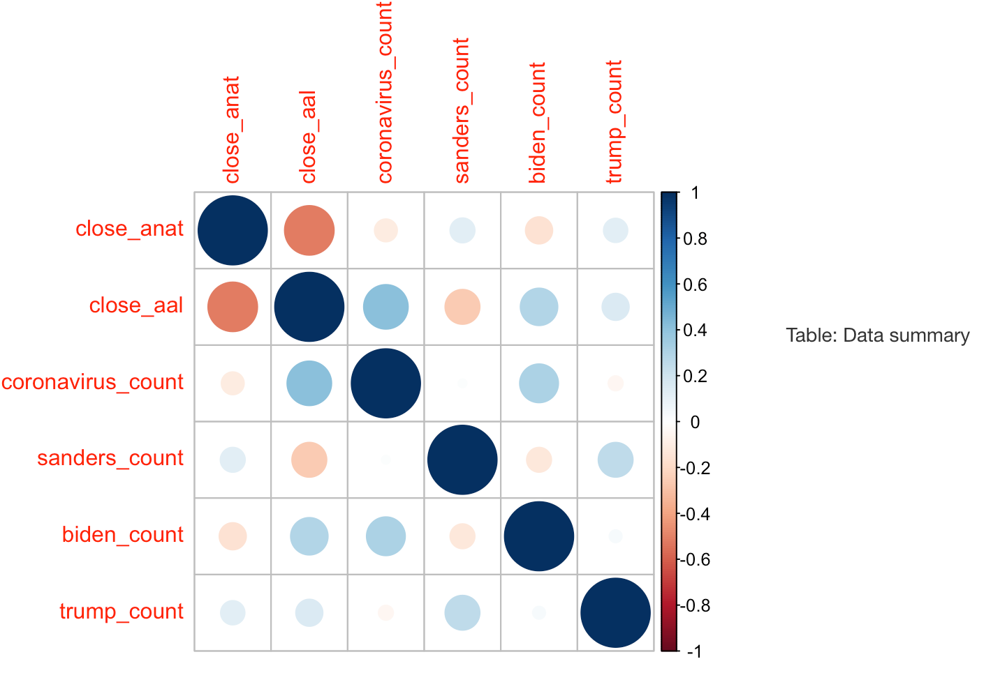 close_anat
close_aal
coronavirus_count
sanders_count
biden_count
trump_count
close_anat
close_aal
coronavirus_count
sanders_count
biden_count
trump_count
1
0.8
0.6
0.4
0.2
0
-0.2
-0.4
-0.6
-0.8
-1
Table: Data summary